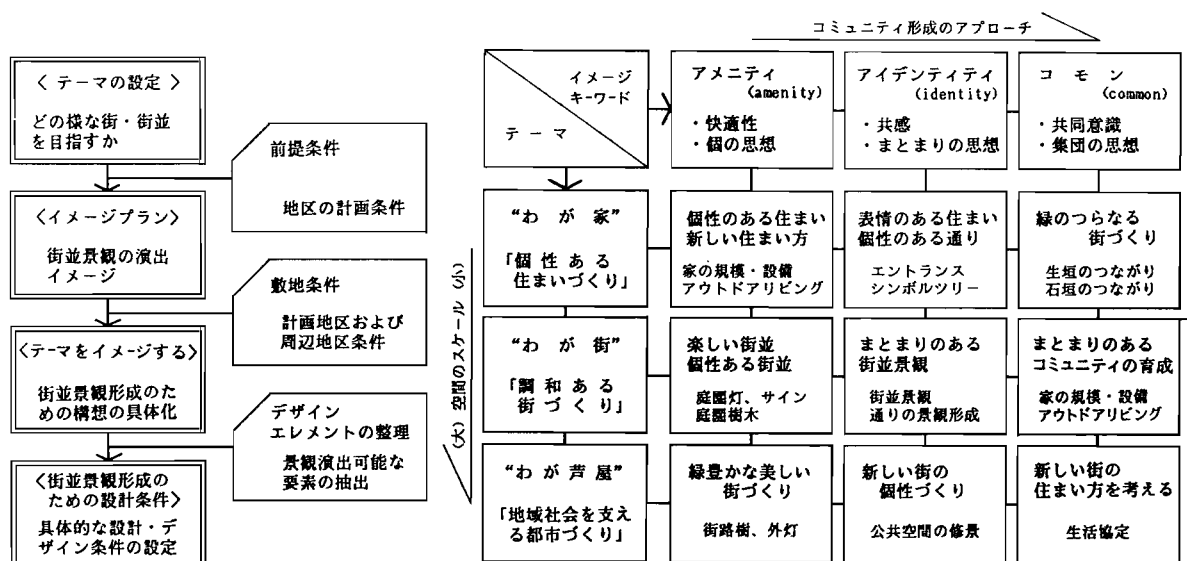 〈 テーマの設定 〉
どの様な街・街並
を目指すか
前提条件
地区の計画条件
〈イメージプラン〉
街並景観の演出
イメージ
敷地条件
計画地区および
周辺地区条件
〈テーマをイメージする〉
街並景観形成のた
めの構想の具体化
デザイン
エレメントの整理
景観演出可能な
要素の抽出
〈街並景観形成の
ための設計条件〉
具体的な設計・デ
ザイン条件の設定
コミュニティ形成のアプローチ
(大) 空間のスケール (小)
イメージ
キーワード
テーマ
アメニティ
(amenity)
・快適性
・個の思想
アイデンティティ
(identity)
・共感
・まとまりの思想
コモン
(common)
・共同意識
・集団の思想
“わが家”
「個性ある
住まいづくり」
個性のある住まい
新しい住まい方
家の規模・設備
アウトドアリビング
表情のある住まい
個性のある通り
エントランス
シンボルツリー
緑のつらなる
街づくり
生垣のつながり
石垣のつながり
“わが街”
「調和ある
街づくり」
楽しい街並
個性ある街並
庭園灯、サイン
庭園樹木
まとまりのある
街並景観
街並景観
通りの景観形成
まとまりのある
コミュニティの育成
家の規模・設備
アウトドアリビング
“わが芦屋”
「地域社会を支え
る都市づくり」
緑豊かな美しい
街づくり
街路樹、外灯
新しい街の
個性づくり
公共空間の修景
新しい街の
住まい方を考える
生活協定